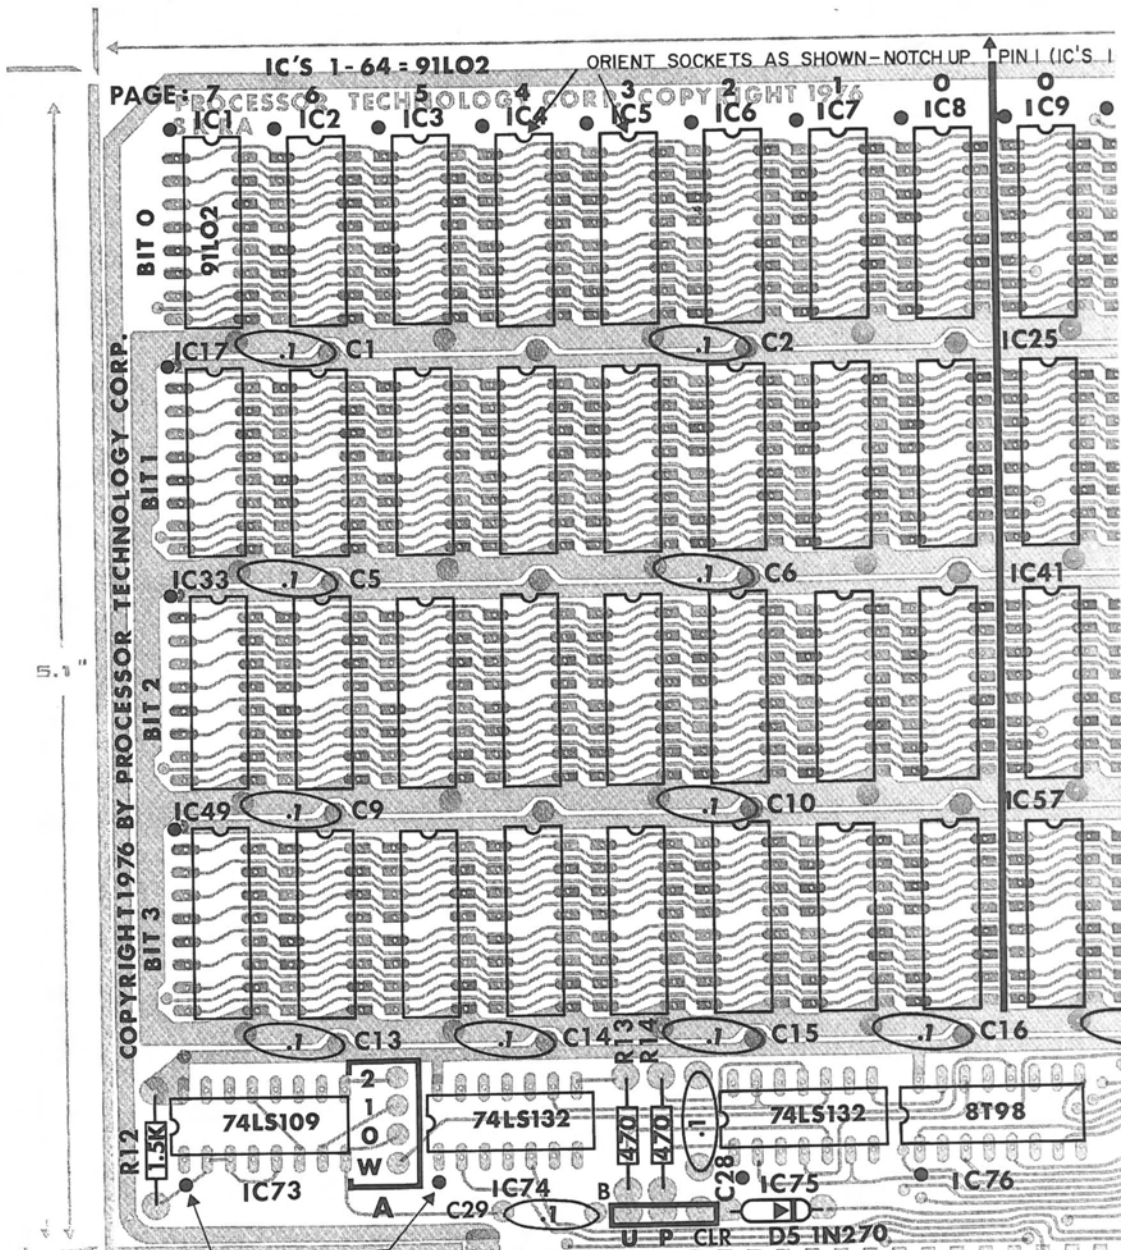 IC'S 1-64 = 91L02
ORIENT SOCKETS AS SHOWN-NOTCH UP
PIN 1 (IC'S 1
PAGE: 7 6 5 4 3 2 1 0 0
PROCESSOR TECHNOLOGY CORP. COPYRIGHT 1976
IC1 IC2 IC3 IC4 IC5 IC6 IC7 IC8 IC9
BIT 0
91L02
IC17 .1 C1 .1 C2 IC25
BIT 1
IC33 .1 C5 .1 C6 IC41
5.1"
BIT 2
IC49 .1 C9 .1 C10 IC57
BIT 3
COPYRIGHT 1976 BY PROCESSOR TECHNOLOGY CORP.
.1 C13 .1 C14 R13 R14 .1 C15 .1 C16
R12 1.5K 74LS109 2 1 0 W 74LS132 470 470 .1 74LS132 8T98
IC73 A IC74 C28 IC75 IC76
C29 .1 B U P CLR D5 1N270